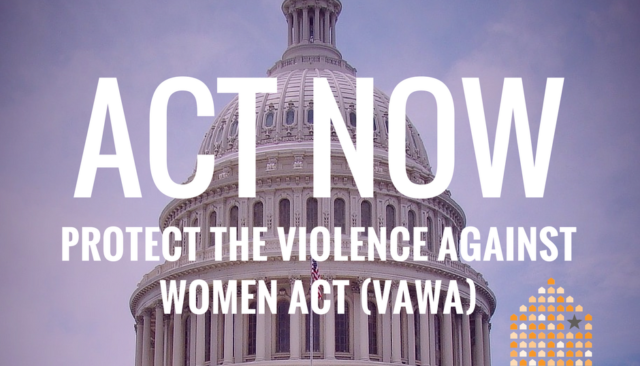 ACT NOW
PROTECT THE VIOLENCE AGAINST
WOMEN ACT (VAWA)